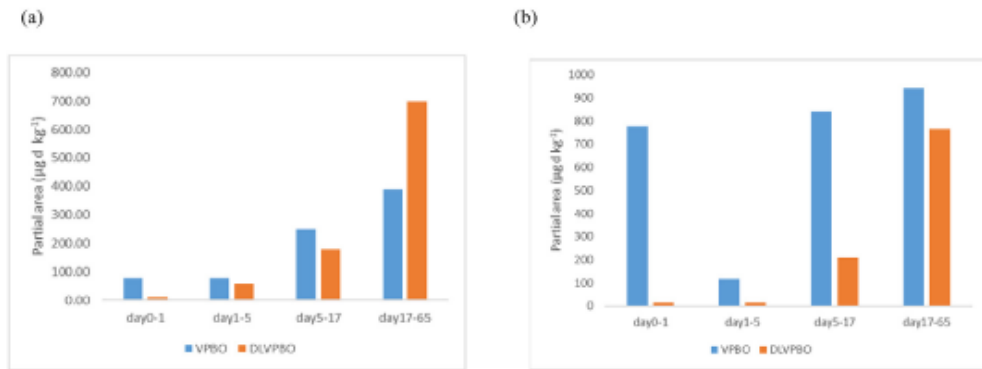 (a)
Partial area (µg d kg⁻¹)
800.00
700.00
600.00
500.00
400.00
300.00
200.00
100.00
0.00
day0-1 day1-5 day5-17 day17-65
VPBO DLVPBO
(b)
Partial area (µg d kg⁻¹)
1000
900
800
700
600
500
400
300
200
100
0
day0-1 day1-5 day5-17 day17-65
VPBO DLVPBO